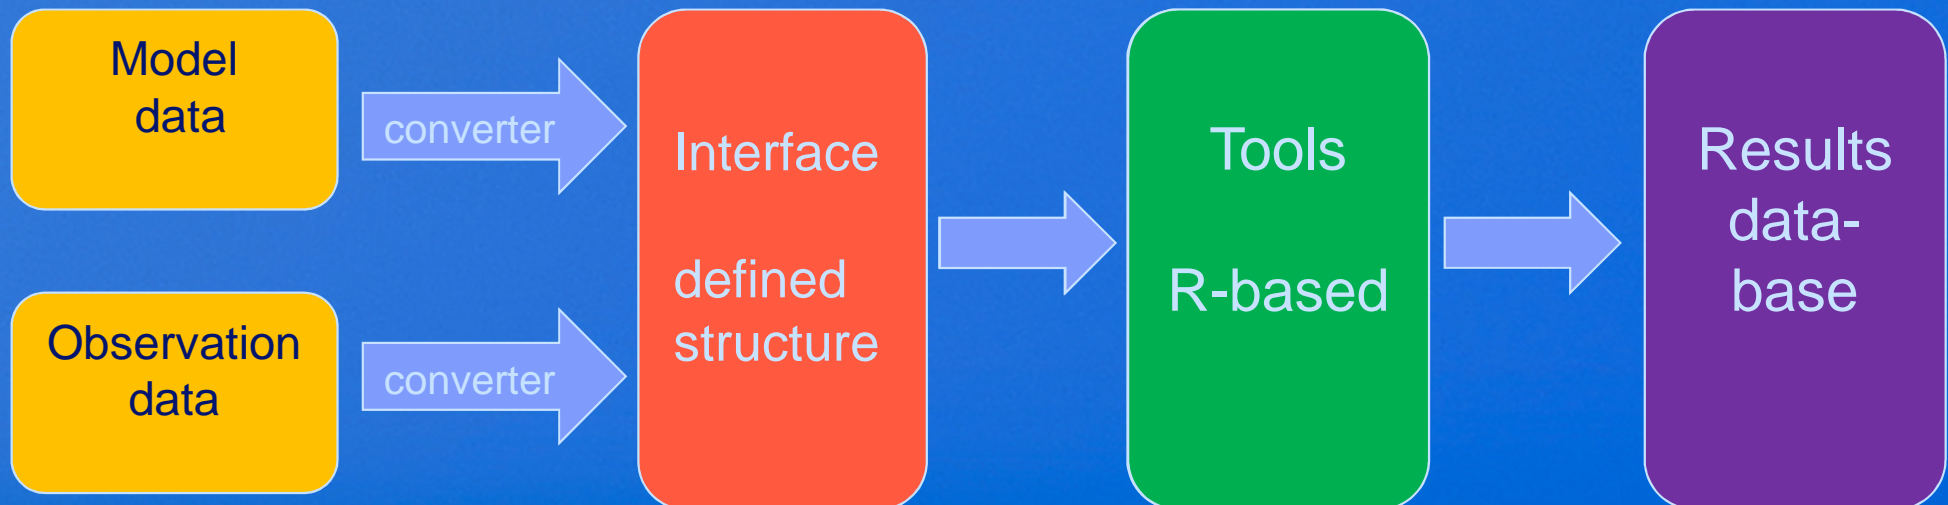 Model
data
converter
Observation
data
converter
Interface
defined
structure
Tools
R-based
Results
data-
base